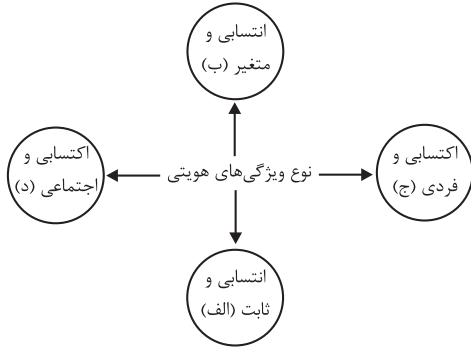 انتسابی و
متغیر (ب)
اکتسابی و
فردی (ج)
نوع ویژگی‌های هویتی
اکتسابی و
اجتماعی (د)
انتسابی و
ثابت (الف)